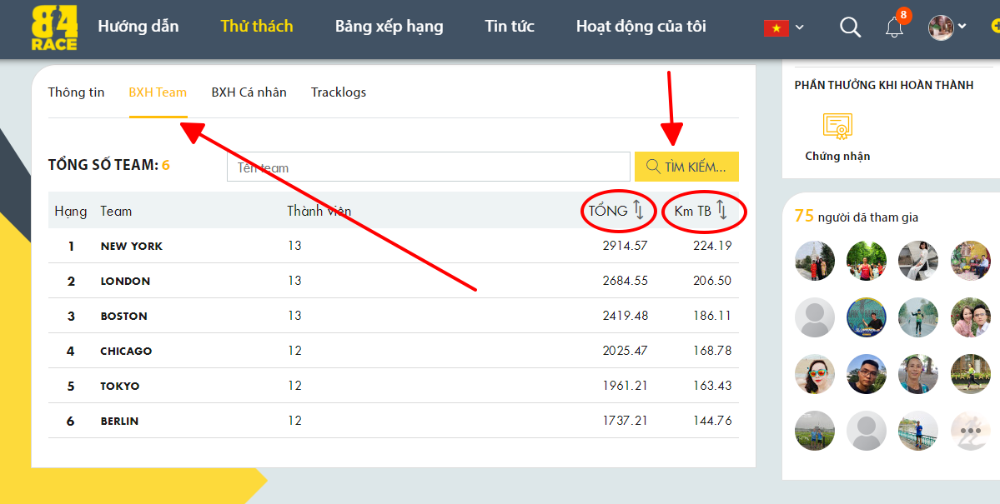 84 RACE
Hướng dẫn
Thử thách
Bảng xếp hạng
Tin tức
Hoạt động của tôi
8
Thông tin
BXH Team
BXH Cá nhân
Tracklogs
TỔNG SỐ TEAM: 6
Tên team
TÌM KIẾM...
Hạng Team Thành viên TỔNG Km TB
1 NEW YORK 13 2914.57 224.19
2 LONDON 13 2684.55 206.50
3 BOSTON 13 2419.48 186.11
4 CHICAGO 12 2025.47 168.78
5 TOKYO 12 1961.21 163.43
6 BERLIN 12 1737.21 144.76
PHẦN THƯỞNG KHI HOÀN THÀNH
Chứng nhận
75 người đã tham gia